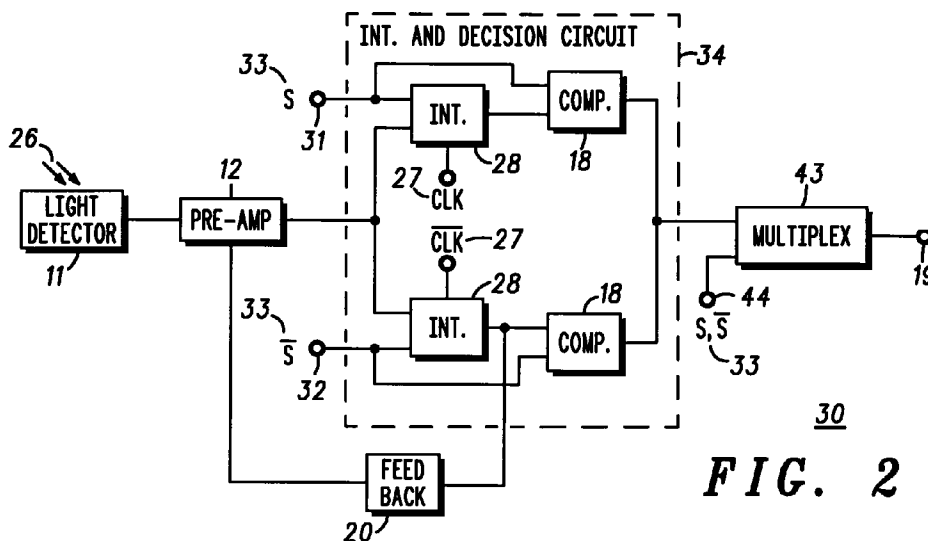 INT. AND DECISION CIRCUIT
34
33
S
31
INT.
28
COMP.
18
27
CLK
26
LIGHT
DETECTOR
11
12
PRE-AMP
43
MULTIPLEX
19
44
S, S̅
33
C̅L̅K̅
27
28
INT.
18
COMP.
33
S̅
32
FEED
BACK
20
30
FIG. 2